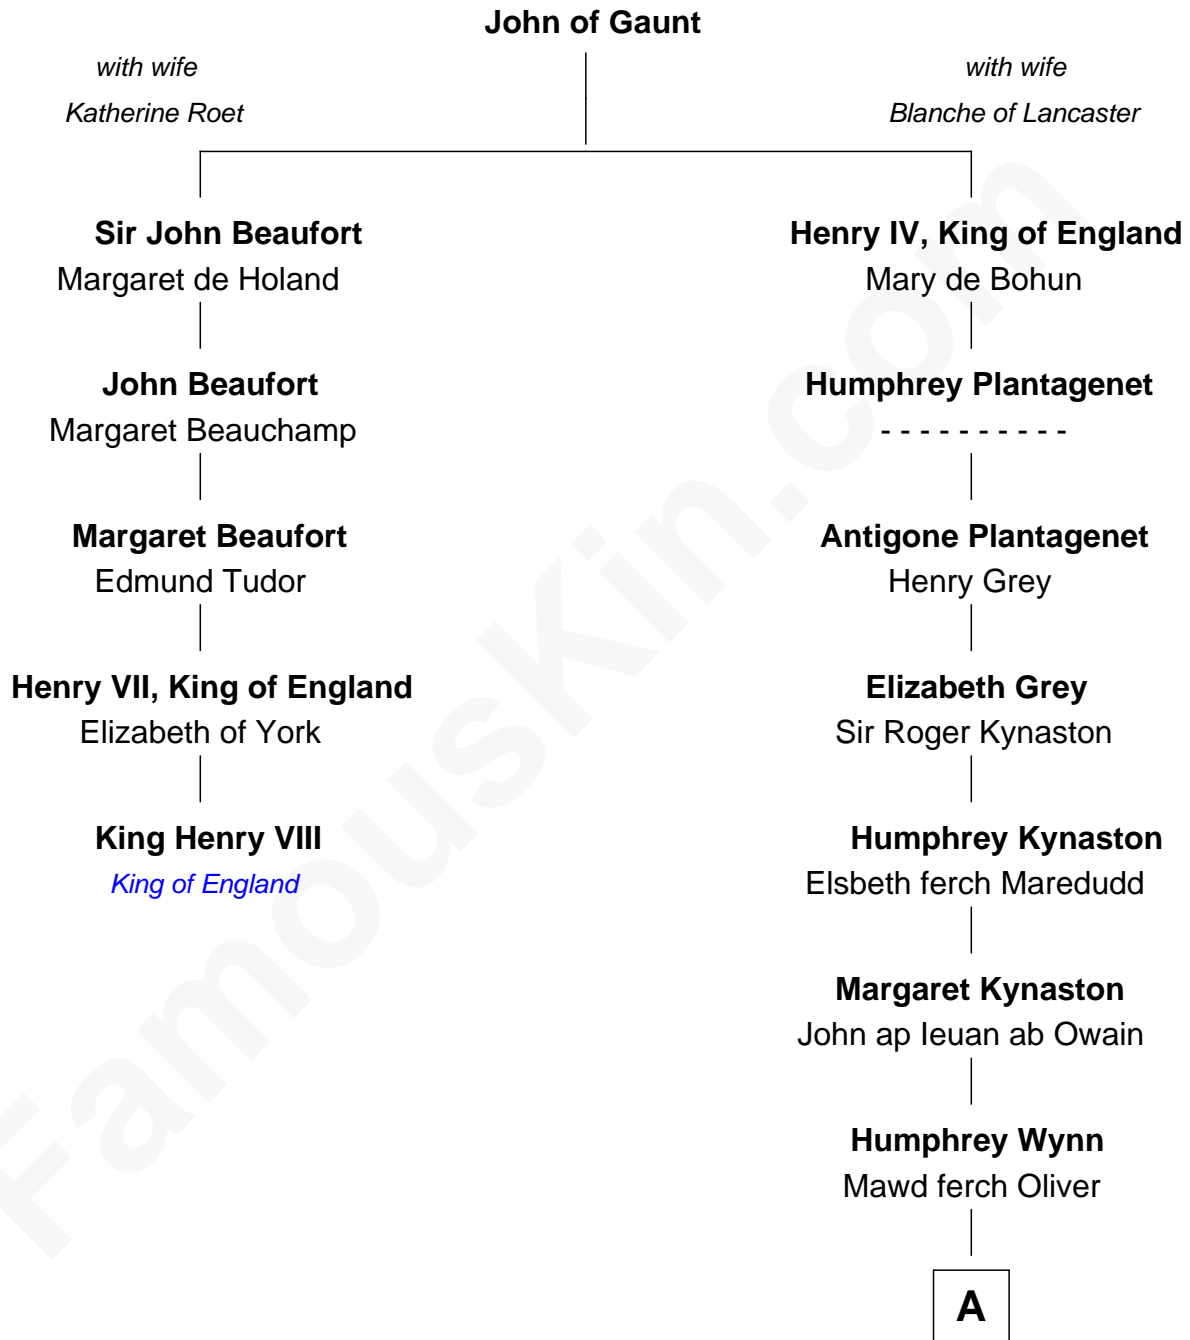 John of Gaunt
with wife
Katherine Roet
with wife
Blanche of Lancaster
Sir John Beaufort
Margaret de Holand
Henry IV, King of England
Mary de Bohun
John Beaufort
Margaret Beauchamp
Humphrey Plantagenet
- - - - - - - - - -
Margaret Beaufort
Edmund Tudor
Antigone Plantagenet
Henry Grey
Henry VII, King of England
Elizabeth of York
Elizabeth Grey
Sir Roger Kynaston
King Henry VIII
King of England
Humphrey Kynaston
Elsbeth ferch Maredudd
Margaret Kynaston
John ap Ieuan ab Owain
Humphrey Wynn
Mawd ferch Oliver
A
FamousKin.com